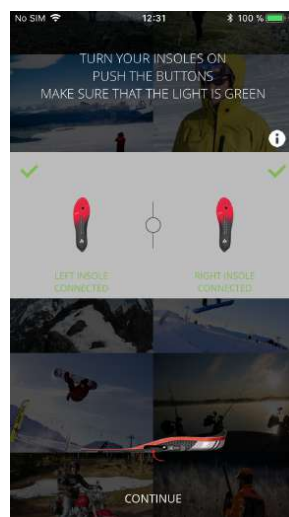 No SIM 12:31 100 %
TURN YOUR INSOLES ON
PUSH THE BUTTONS
MAKE SURE THAT THE LIGHT IS GREEN
i
LEFT INSOLE RIGHT INSOLE
CONNECTED CONNECTED
CONTINUE